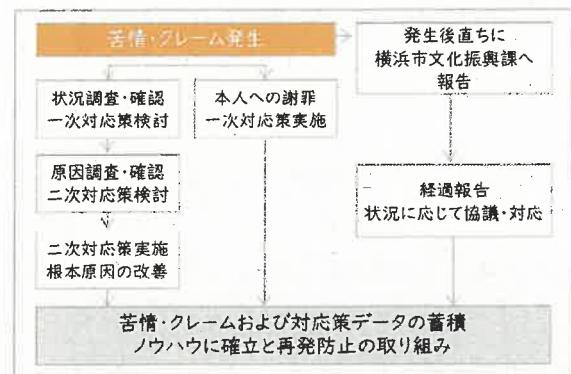 苦情・クレーム発生
発生後直ちに
横浜市文化振興課へ
報告
状況調査・確認
一次対応策検討
本人への謝罪
一次対応策実施
原因調査・確認
二次対応策検討
経過報告
状況に応じて協議・対応
二次対応策実施
根本原因の改善
苦情・クレームおよび対応策データの蓄積
ノウハウに確立と再発防止の取り組み